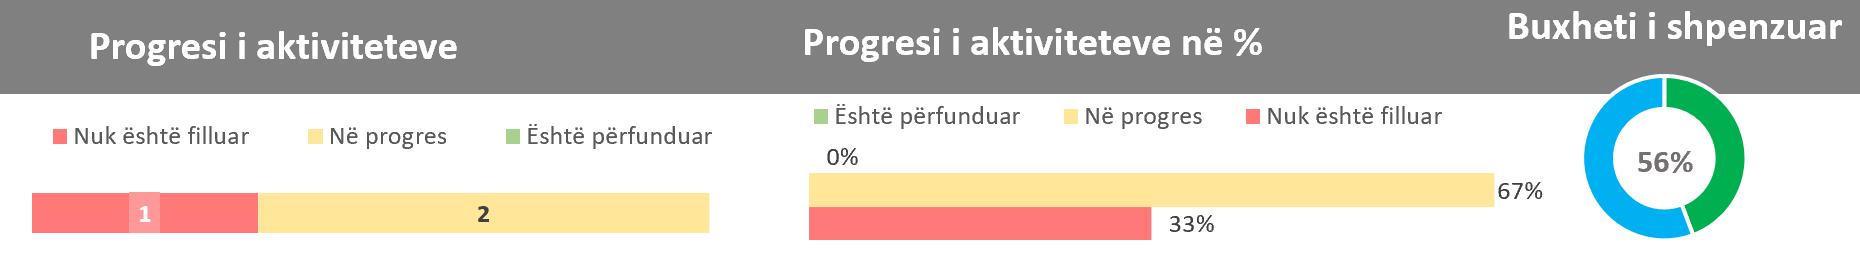 Progresi i aktiviteteve
Nuk është filluar
Në progres
Është përfunduar
1
2
Progresi i aktiviteteve në %
Është përfunduar
Në progres
Nuk është filluar
0%
67%
33%
Buxheti i shpenzuar
56%